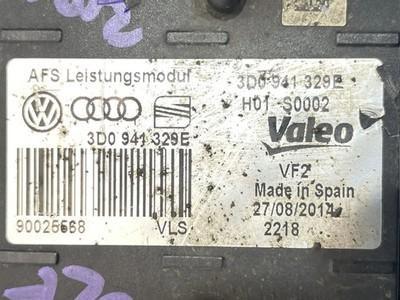 AFS Leistungsmodul
3D0 941 329E
H01 S0002
3D0 941 329E
Valeo
VF2
Made in Spain
27/08/2014
2218
90025568
VLS